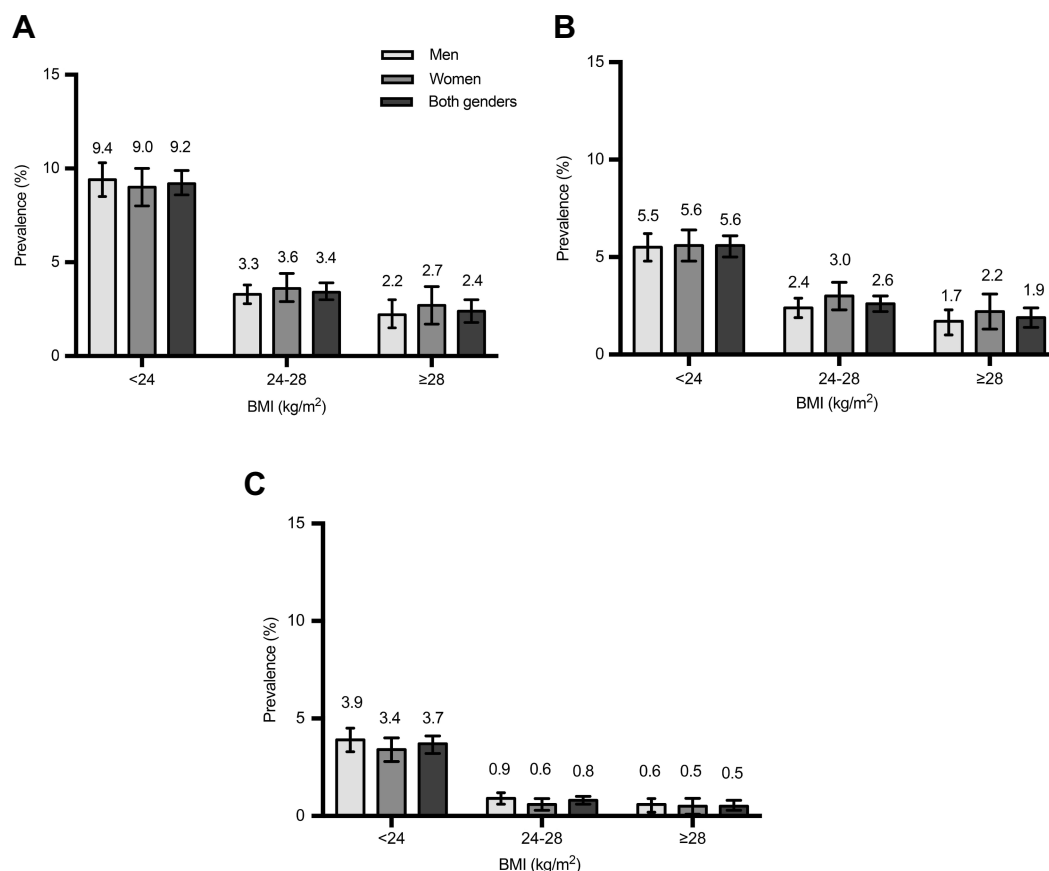 A
Men
Women
Both genders
15
10
5
0
Prevalence (%)
9.4 9.0 9.2
3.3 3.6 3.4
2.2 2.7 2.4
<24 24-28 ≥28
BMI (kg/m²)
B
15
10
5
0
Prevalence (%)
5.5 5.6 5.6
2.4 3.0 2.6
1.7 2.2 1.9
<24 24-28 ≥28
BMI (kg/m²)
C
15
10
5
0
Prevalence (%)
3.9 3.4 3.7
0.9 0.6 0.8
0.6 0.5 0.5
<24 24-28 ≥28
BMI (kg/m²)